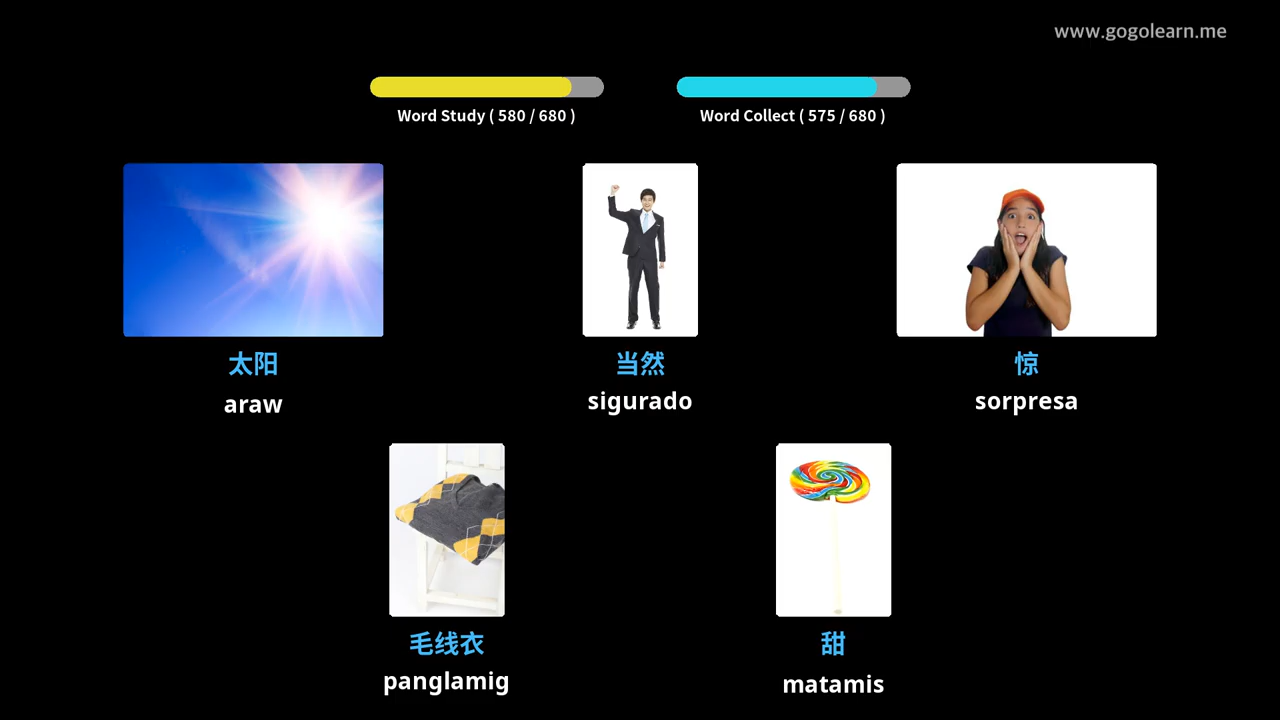 www.gogolearn.me
Word Study ( 580 / 680 )
Word Collect ( 575 / 680 )
太阳
araw
当然
sigurado
惊
sorpresa
毛线衣
panglamig
甜
matamis